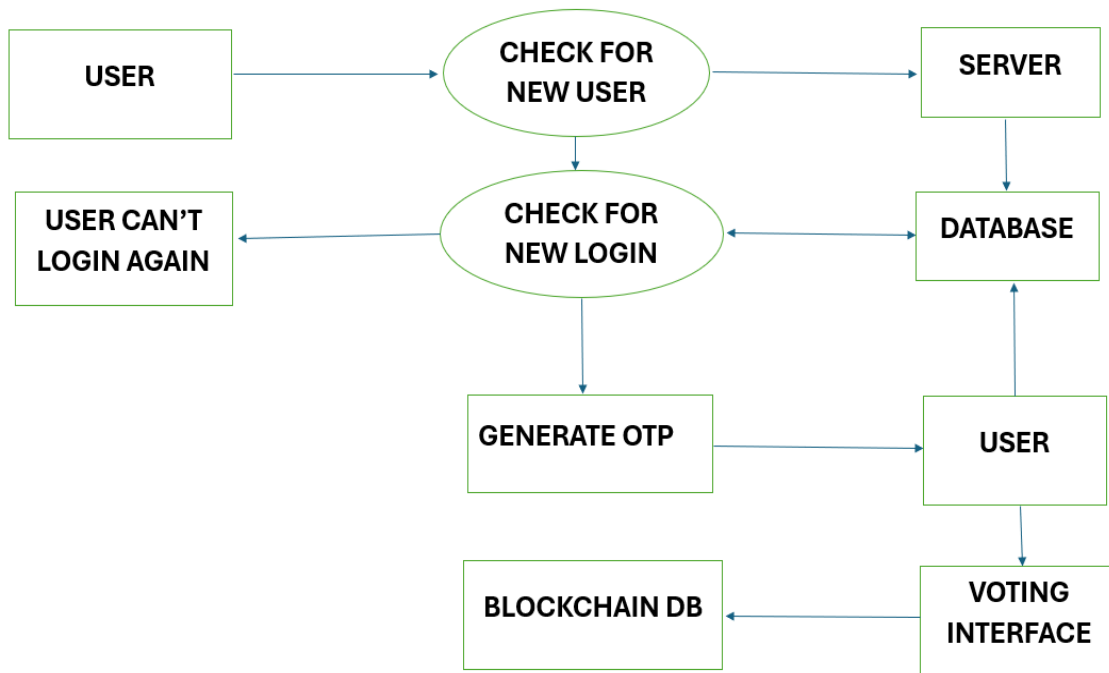 USER
CHECK FOR
NEW USER
SERVER
USER CAN’T
LOGIN AGAIN
CHECK FOR
NEW LOGIN
DATABASE
GENERATE OTP
USER
BLOCKCHAIN DB
VOTING
INTERFACE